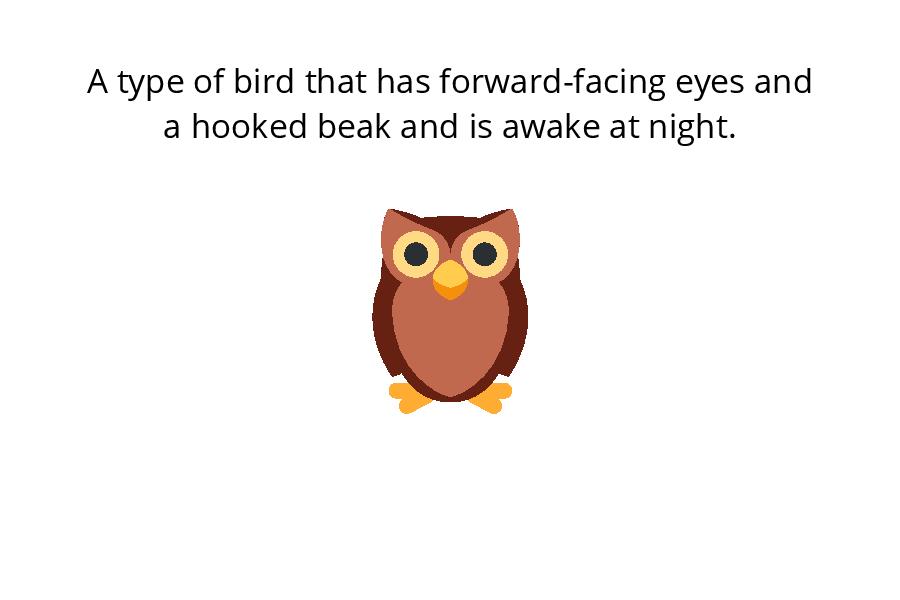 A type of bird that has forward-facing eyes and
a hooked beak and is awake at night.